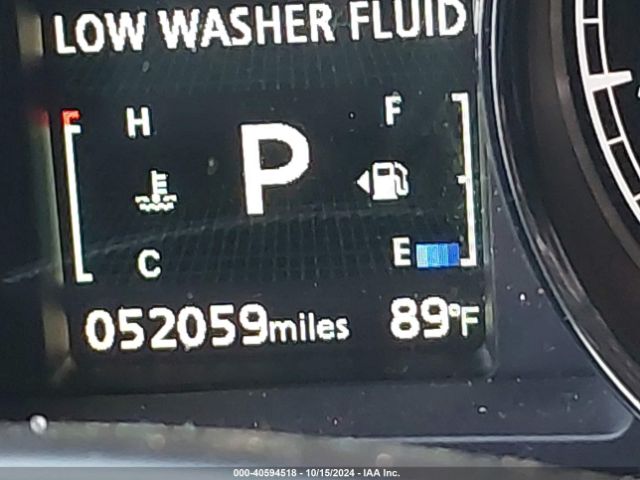 LOW WASHER FLUID
H
F
P
C
E
052059miles 89°F
000-40594518 - 10/15/2024 - IAA Inc.